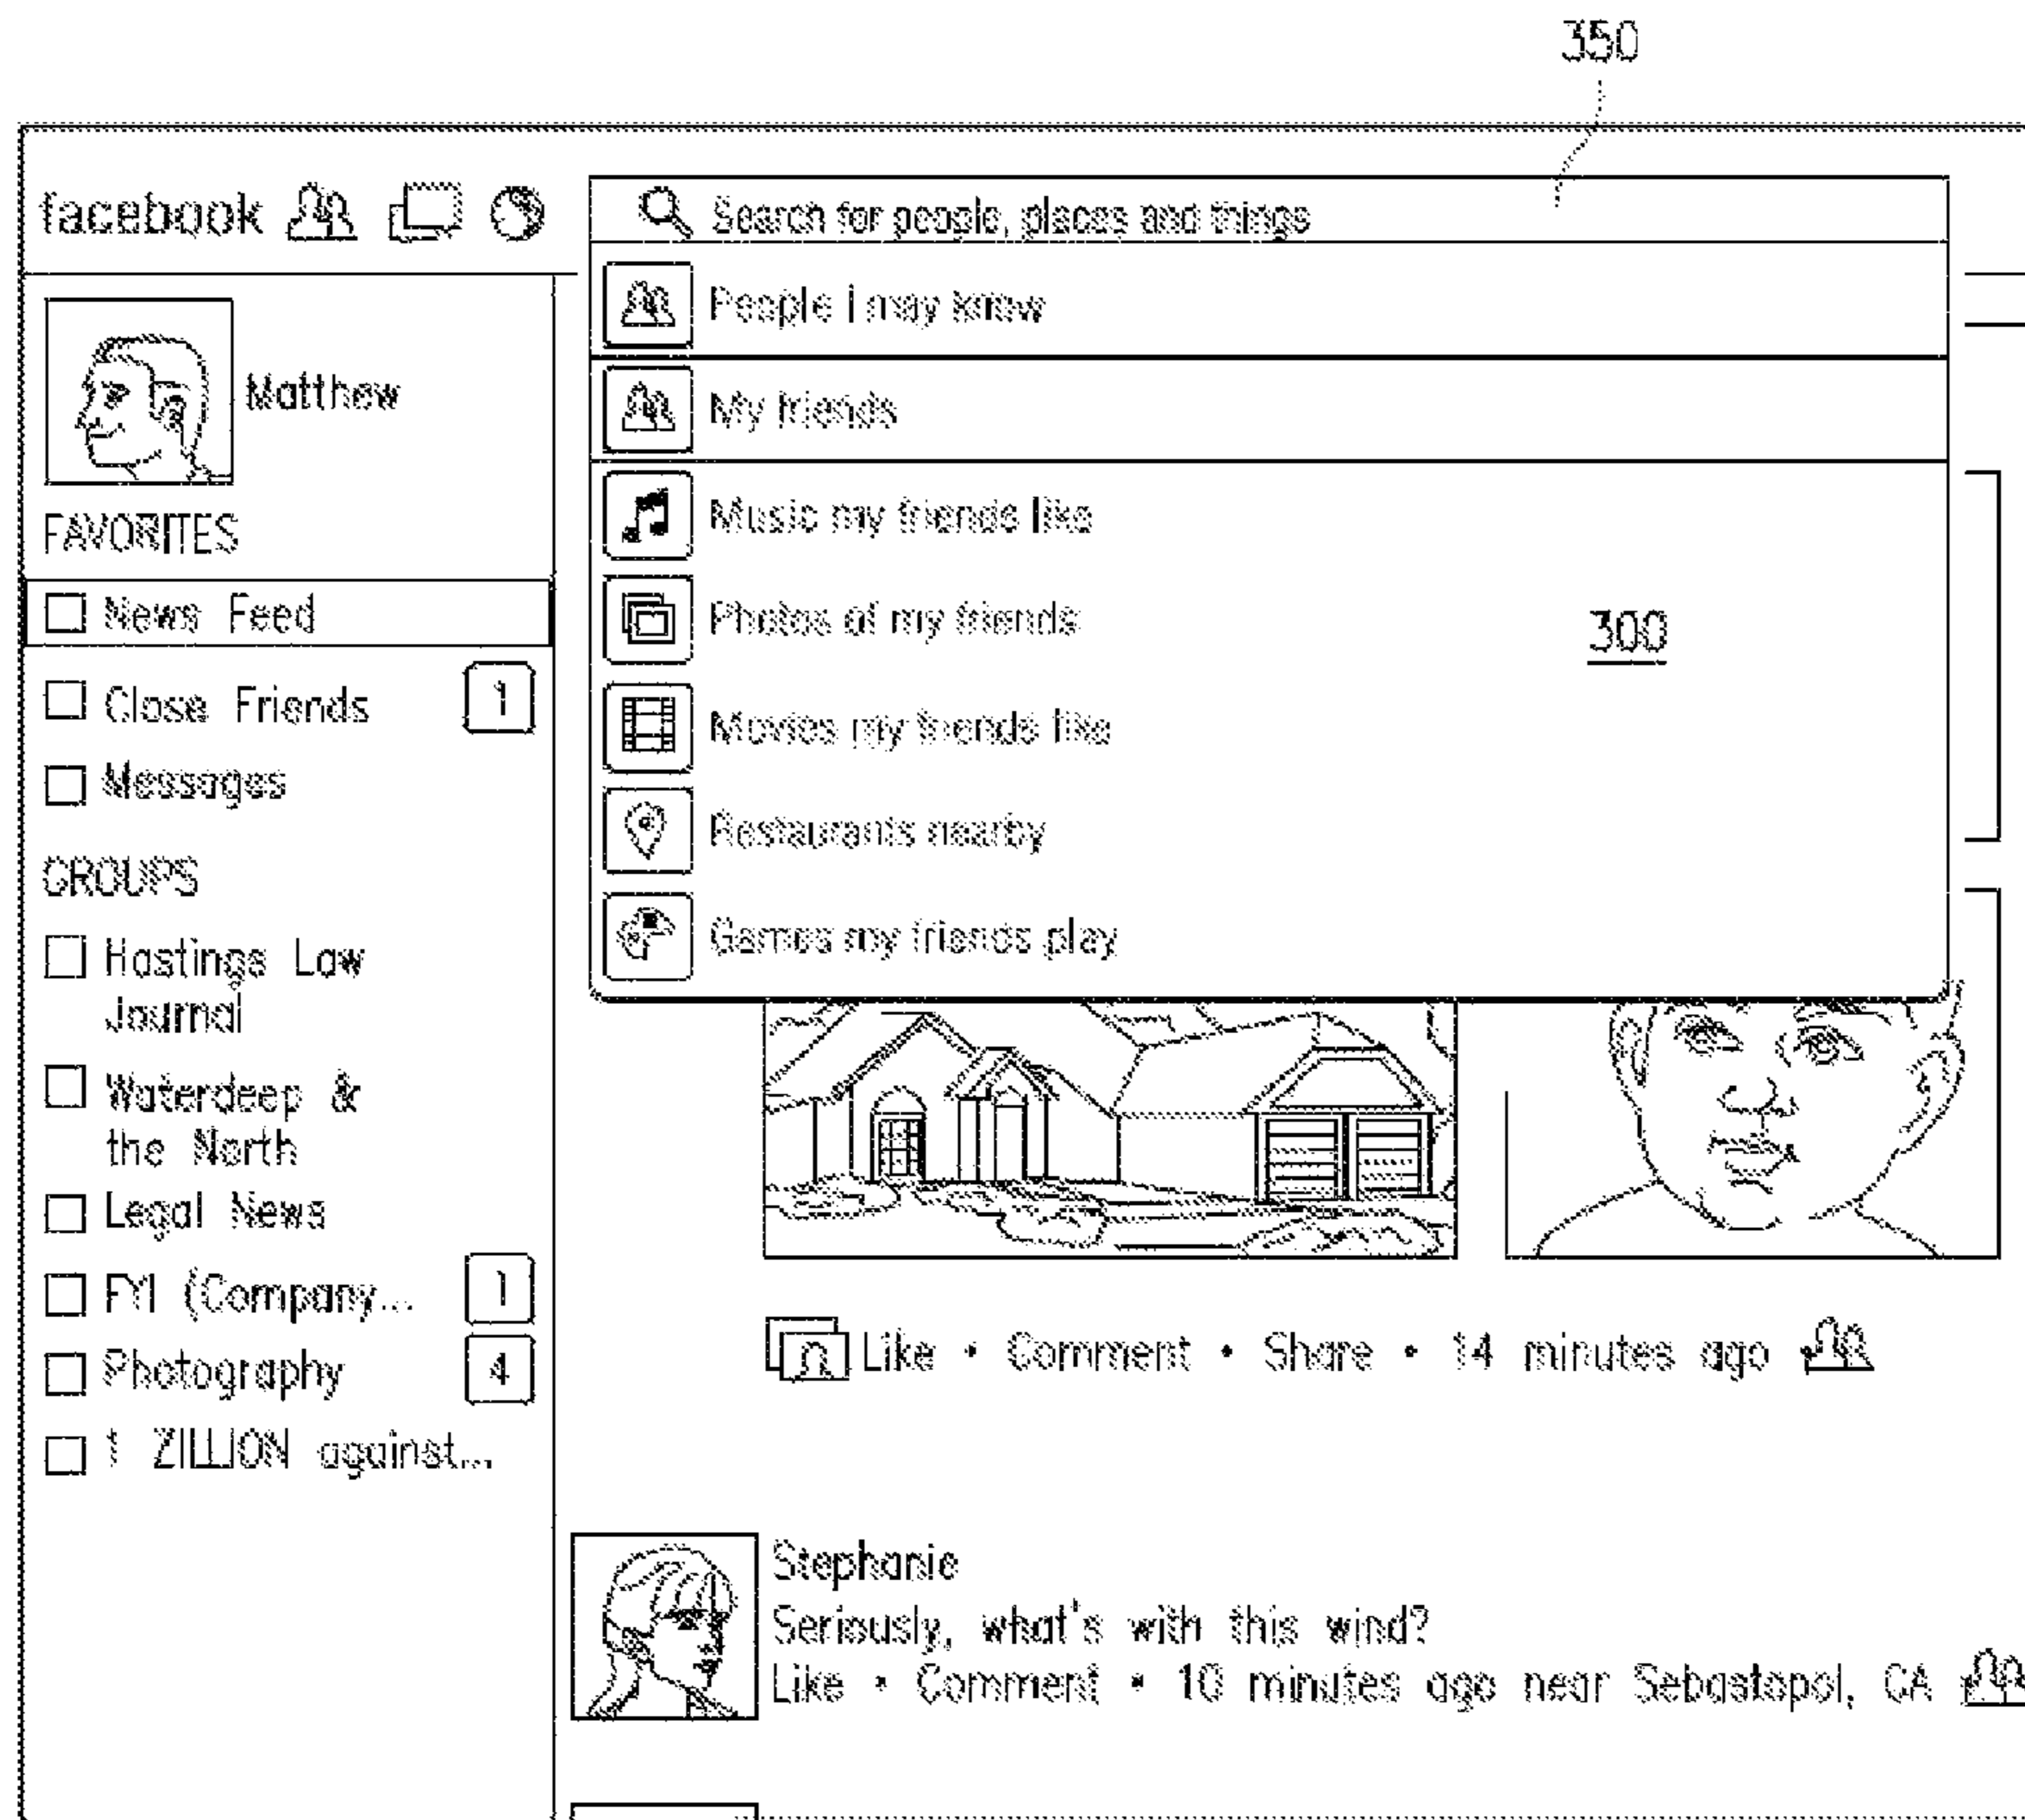 350
facebook
Search for people, places and things
People I may know
My friends
Music my friends like
Photos of my friends
300
Movies my friends like
Restaurants nearby
Games my friends play
Matthew
FAVORITES
News Feed
Close Friends 1
Messages
GROUPS
Hastings Law
Journal
Waterdeep &
the North
Legal News
FYI (Company... 1
Photography 4
1 ZILLION against...
Like • Comment • Share • 14 minutes ago •
Stephanie
Seriously, what's with this wind?
Like • Comment • 10 minutes ago near Sebastopol, CA